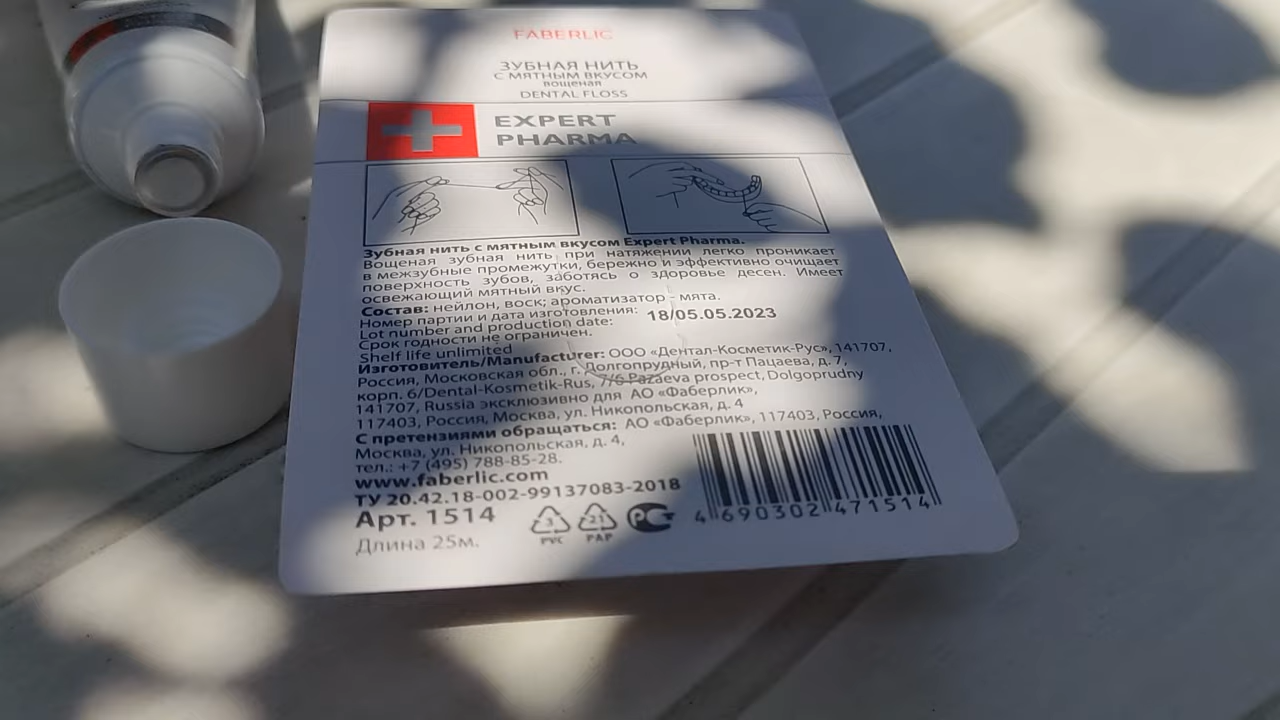 FABERLIC
ЗУБНАЯ НИТЬ
С МЯТНЫМ ВКУСОМ
вощеная
DENTAL FLOSS
EXPERT
PHARMA
Зубная нить с мятным вкусом Expert Pharma.
Вощеная зубная нить при натяжении легко проникает
в межзубные промежутки, бережно и эффективно очищает
поверхность зубов, заботясь о здоровье десен. Имеет
освежающий мятный вкус.
Состав: нейлон, воск; ароматизатор - мята.
Номер партии и дата изготовления: 18/05.05.2023
Lot number and production date:
Срок годности не ограничен.
Shelf life unlimited
Изготовитель/Manufacturer: ООО «Дентал-Косметик-Рус», 141707,
Россия, Московская обл., г. Долгопрудный, пр-т Пацаева, д. 7,
корп. 6/Dental-Kosmetik-Rus, 7/6 Pazaeva prospect, Dolgoprudny
141707, Russia эксклюзивно для АО «Фаберлик»,
117403, Россия, Москва, ул. Никопольская, д. 4
С претензиями обращаться: АО «Фаберлик», 117403, Россия,
Москва, ул. Никопольская, д. 4,
тел.: +7 (495) 788-85-28.
www.faberlic.com
ТУ 20.42.18-002-99137083-2018
Арт. 1514
Длина 25м.
3
PVC
21
PAP
РС
4 690302 471514